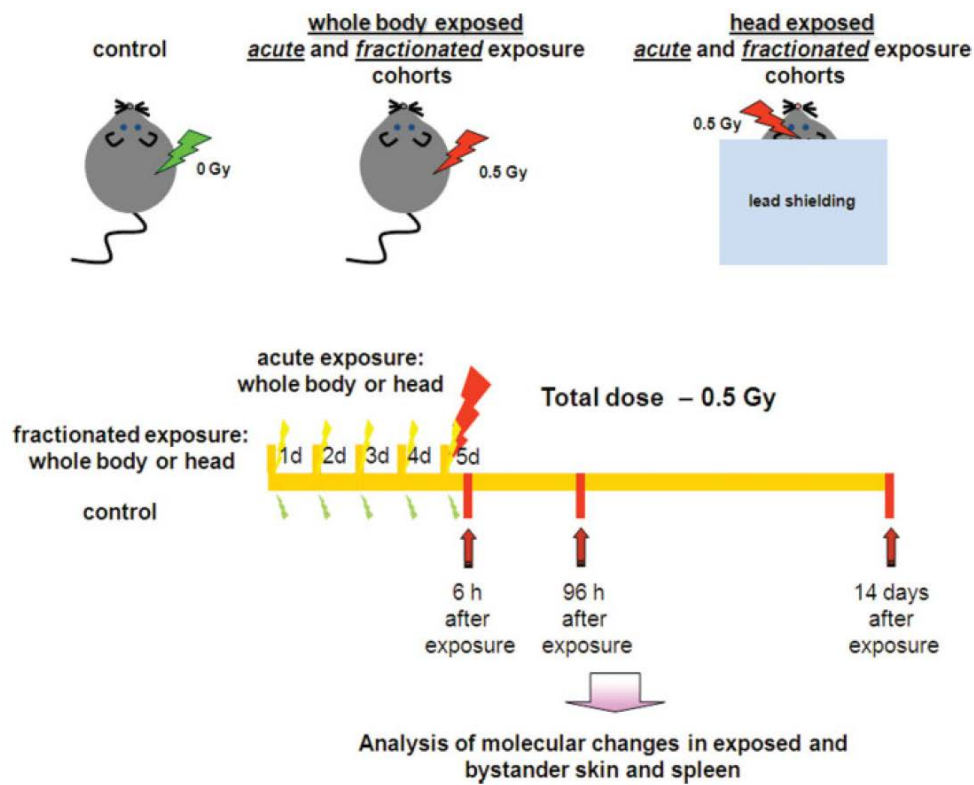 control
whole body exposed
acute and fractionated exposure
cohorts
head exposed
acute and fractionated exposure
cohorts
0 Gy
0.5 Gy
0.5 Gy
lead shielding
acute exposure:
whole body or head
Total dose – 0.5 Gy
fractionated exposure:
whole body or head
1d 2d 3d 4d 5d
control
6 h
after
exposure
96 h
after
exposure
14 days
after
exposure
Analysis of molecular changes in exposed and
bystander skin and spleen